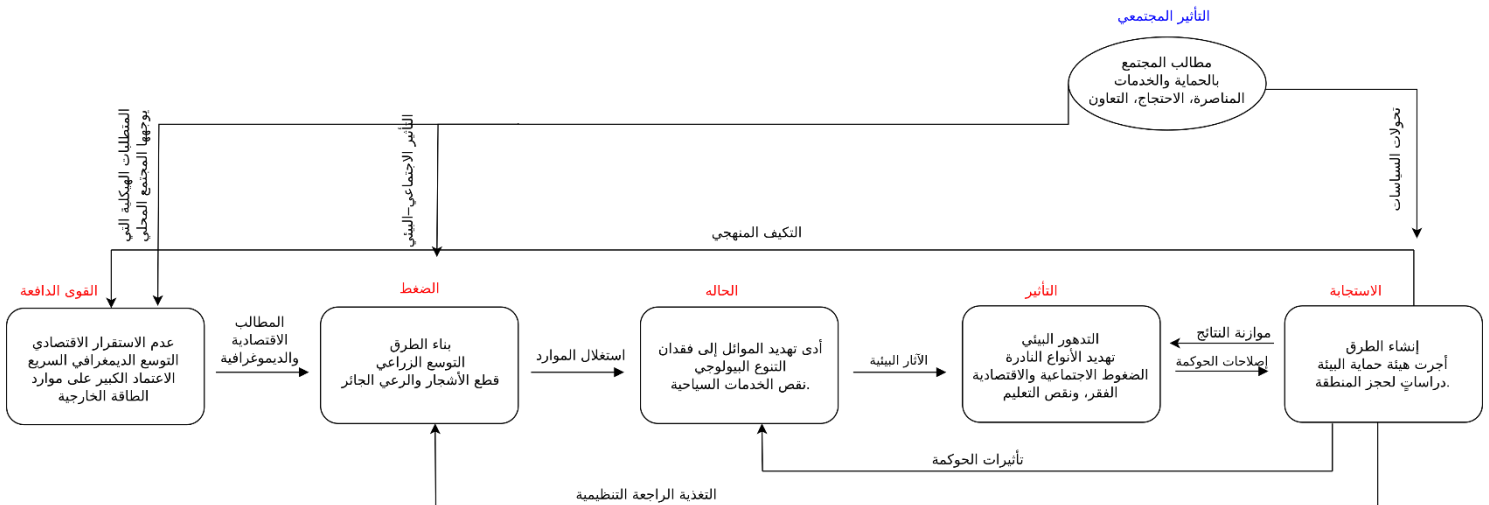 التأثير المجتمعي
مطالب المجتمع
بالحماية والخدمات
المناصرة، الاحتجاج، التعاون
المتطلبات الهيكلية التي
يوجهها المجتمع المحلي
التأثير الاجتماعي–البيئي
تحولات السياسات
التكيف المنهجي
القوى الدافعة
عدم الاستقرار الاقتصادي
التوسع الديمغرافي السريع
الاعتماد الكبير على موارد
الطاقة الخارجية
المطالب
الاقتصادية
والديموغرافية
الضغط
بناء الطرق
التوسع الزراعي
قطع الأشجار والرعي الجائر
استغلال الموارد
الحاله
أدى تهديد الموائل إلى فقدان
التنوع البيولوجي
نقص الخدمات السياحية.
الآثار البيئية
التأثير
التدهور البيئي
تهديد الأنواع النادرة
الضغوط الاجتماعية والاقتصادية
الفقر، ونقص التعليم
موازنة النتائج
إصلاحات الحوكمة
الاستجابة
إنشاء الطرق
أجرت هيئة حماية البيئة
دراساتٍ لحجز المنطقة.
تأثيرات الحوكمة
التغذية الراجعة التنظيمية